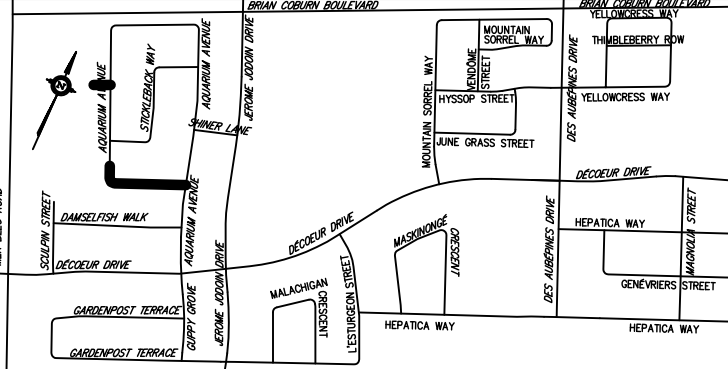 BRIAN COBURN BOULEVARD
BRIAN COBURN BOULEVARD
YELLOWCRESS WAY
MOUNTAIN
SORREL WAY
THIMBLEBERRY ROW
AQUARIUM AVENUE
STICKLEBACK WAY
AQUARIUM AVENUE
JEROME JODOIN DRIVE
MOUNTAIN SORREL WAY
VENDÔME
STREET
DES AUBÉPINES DRIVE
N
HYSSOP STREET
YELLOWCRESS WAY
SHINER LANE
JUNE GRASS STREET
DÉCOEUR DRIVE
SCULPIN STREET
DAMSELFISH WALK
AQUARIUM AVENUE
DÉCOEUR DRIVE
MASKINONGÉ
CRESCENT
DES AUBÉPINES DRIVE
HEPATICA WAY
MAGNOLIA STREET
DÉCOEUR DRIVE
JEROME JODOIN DRIVE
GUPPY GROVE
MALACHIGAN
CRESCENT
L'ESTURGEON STREET
GENÉVRIERS STREET
GARDENPOST TERRACE
HEPATICA WAY
HEPATICA WAY
GARDENPOST TERRACE